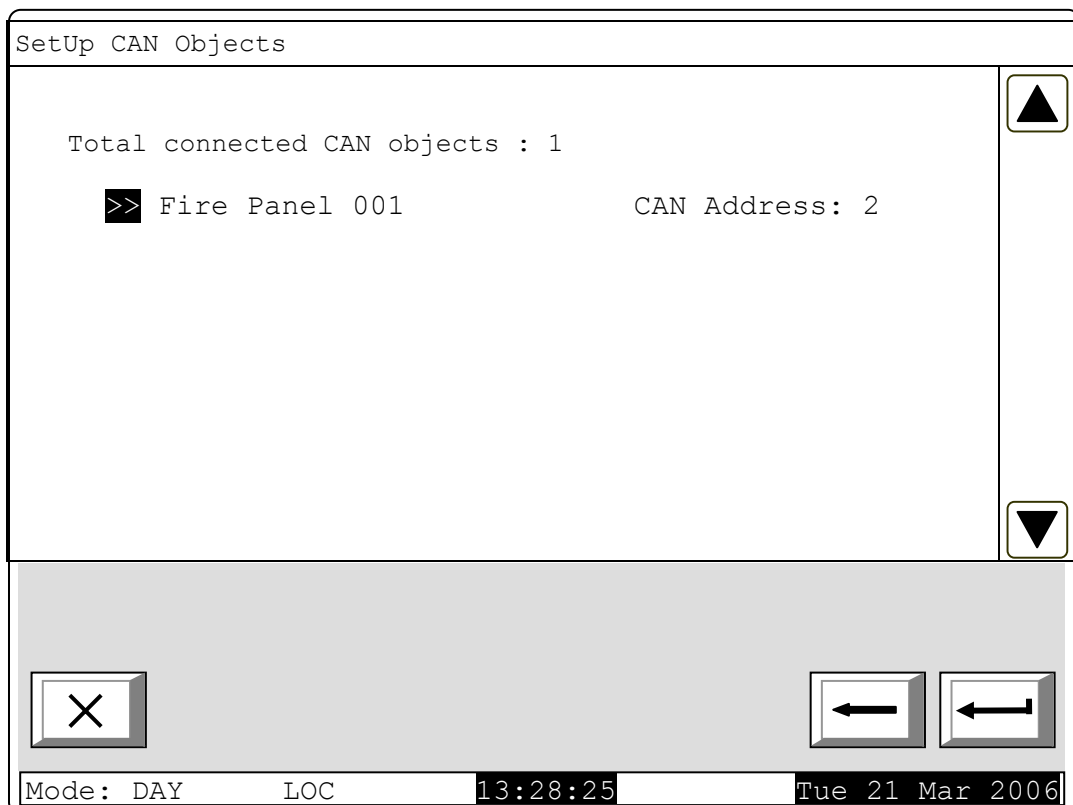 SetUp CAN Objects
Total connected CAN objects : 1
>> Fire Panel 001 CAN Address: 2
Mode: DAY LOC 13:28:25 Tue 21 Mar 2006